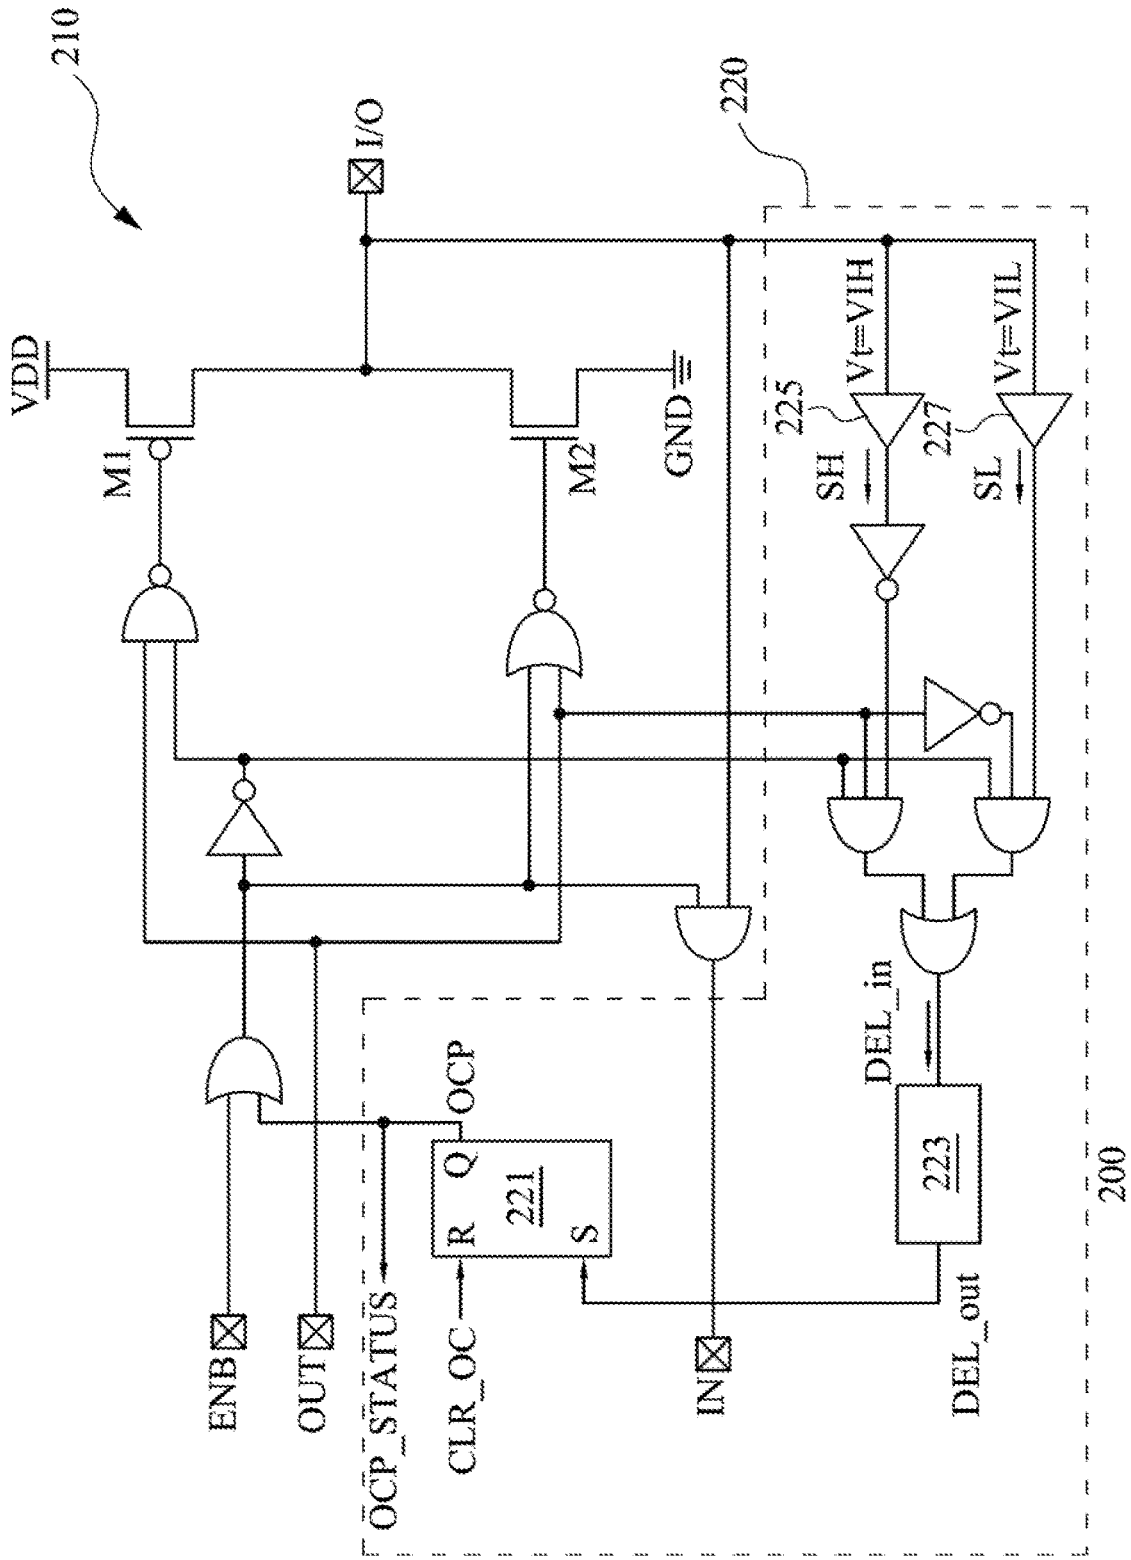 210
VDD
I/O
M1
ENB
OUT
M2
GND
220
OCP_STATUS
CLR_OC
R Q
OCP
221
S
IN
SH
225
Vt=VIH
227
SL
Vt=VIL
DEL_in
223
DEL_out
200